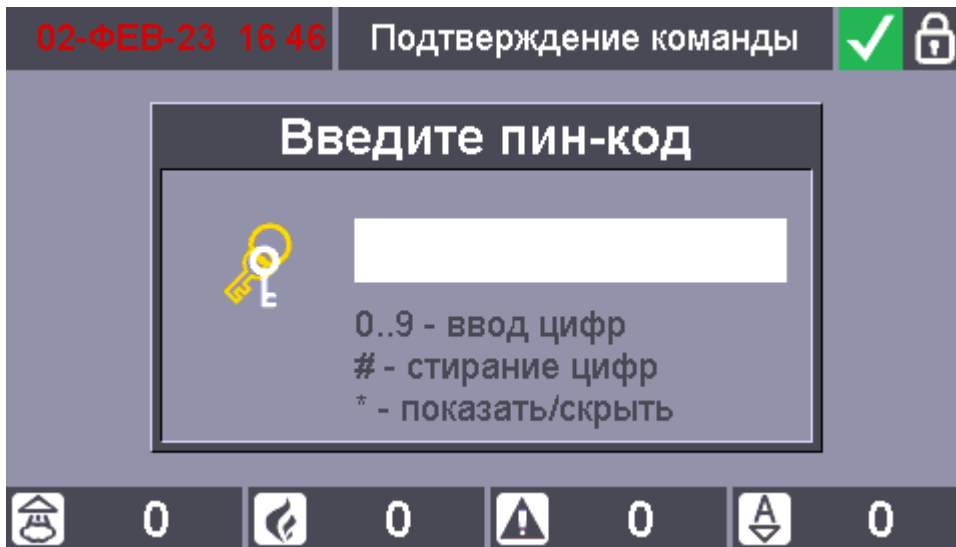 02-ФЕВ-23 16 46 Подтверждение команды
Введите пин-код
0..9 - ввод цифр
# - стирание цифр
* - показать/скрыть
0 0 0 A 0